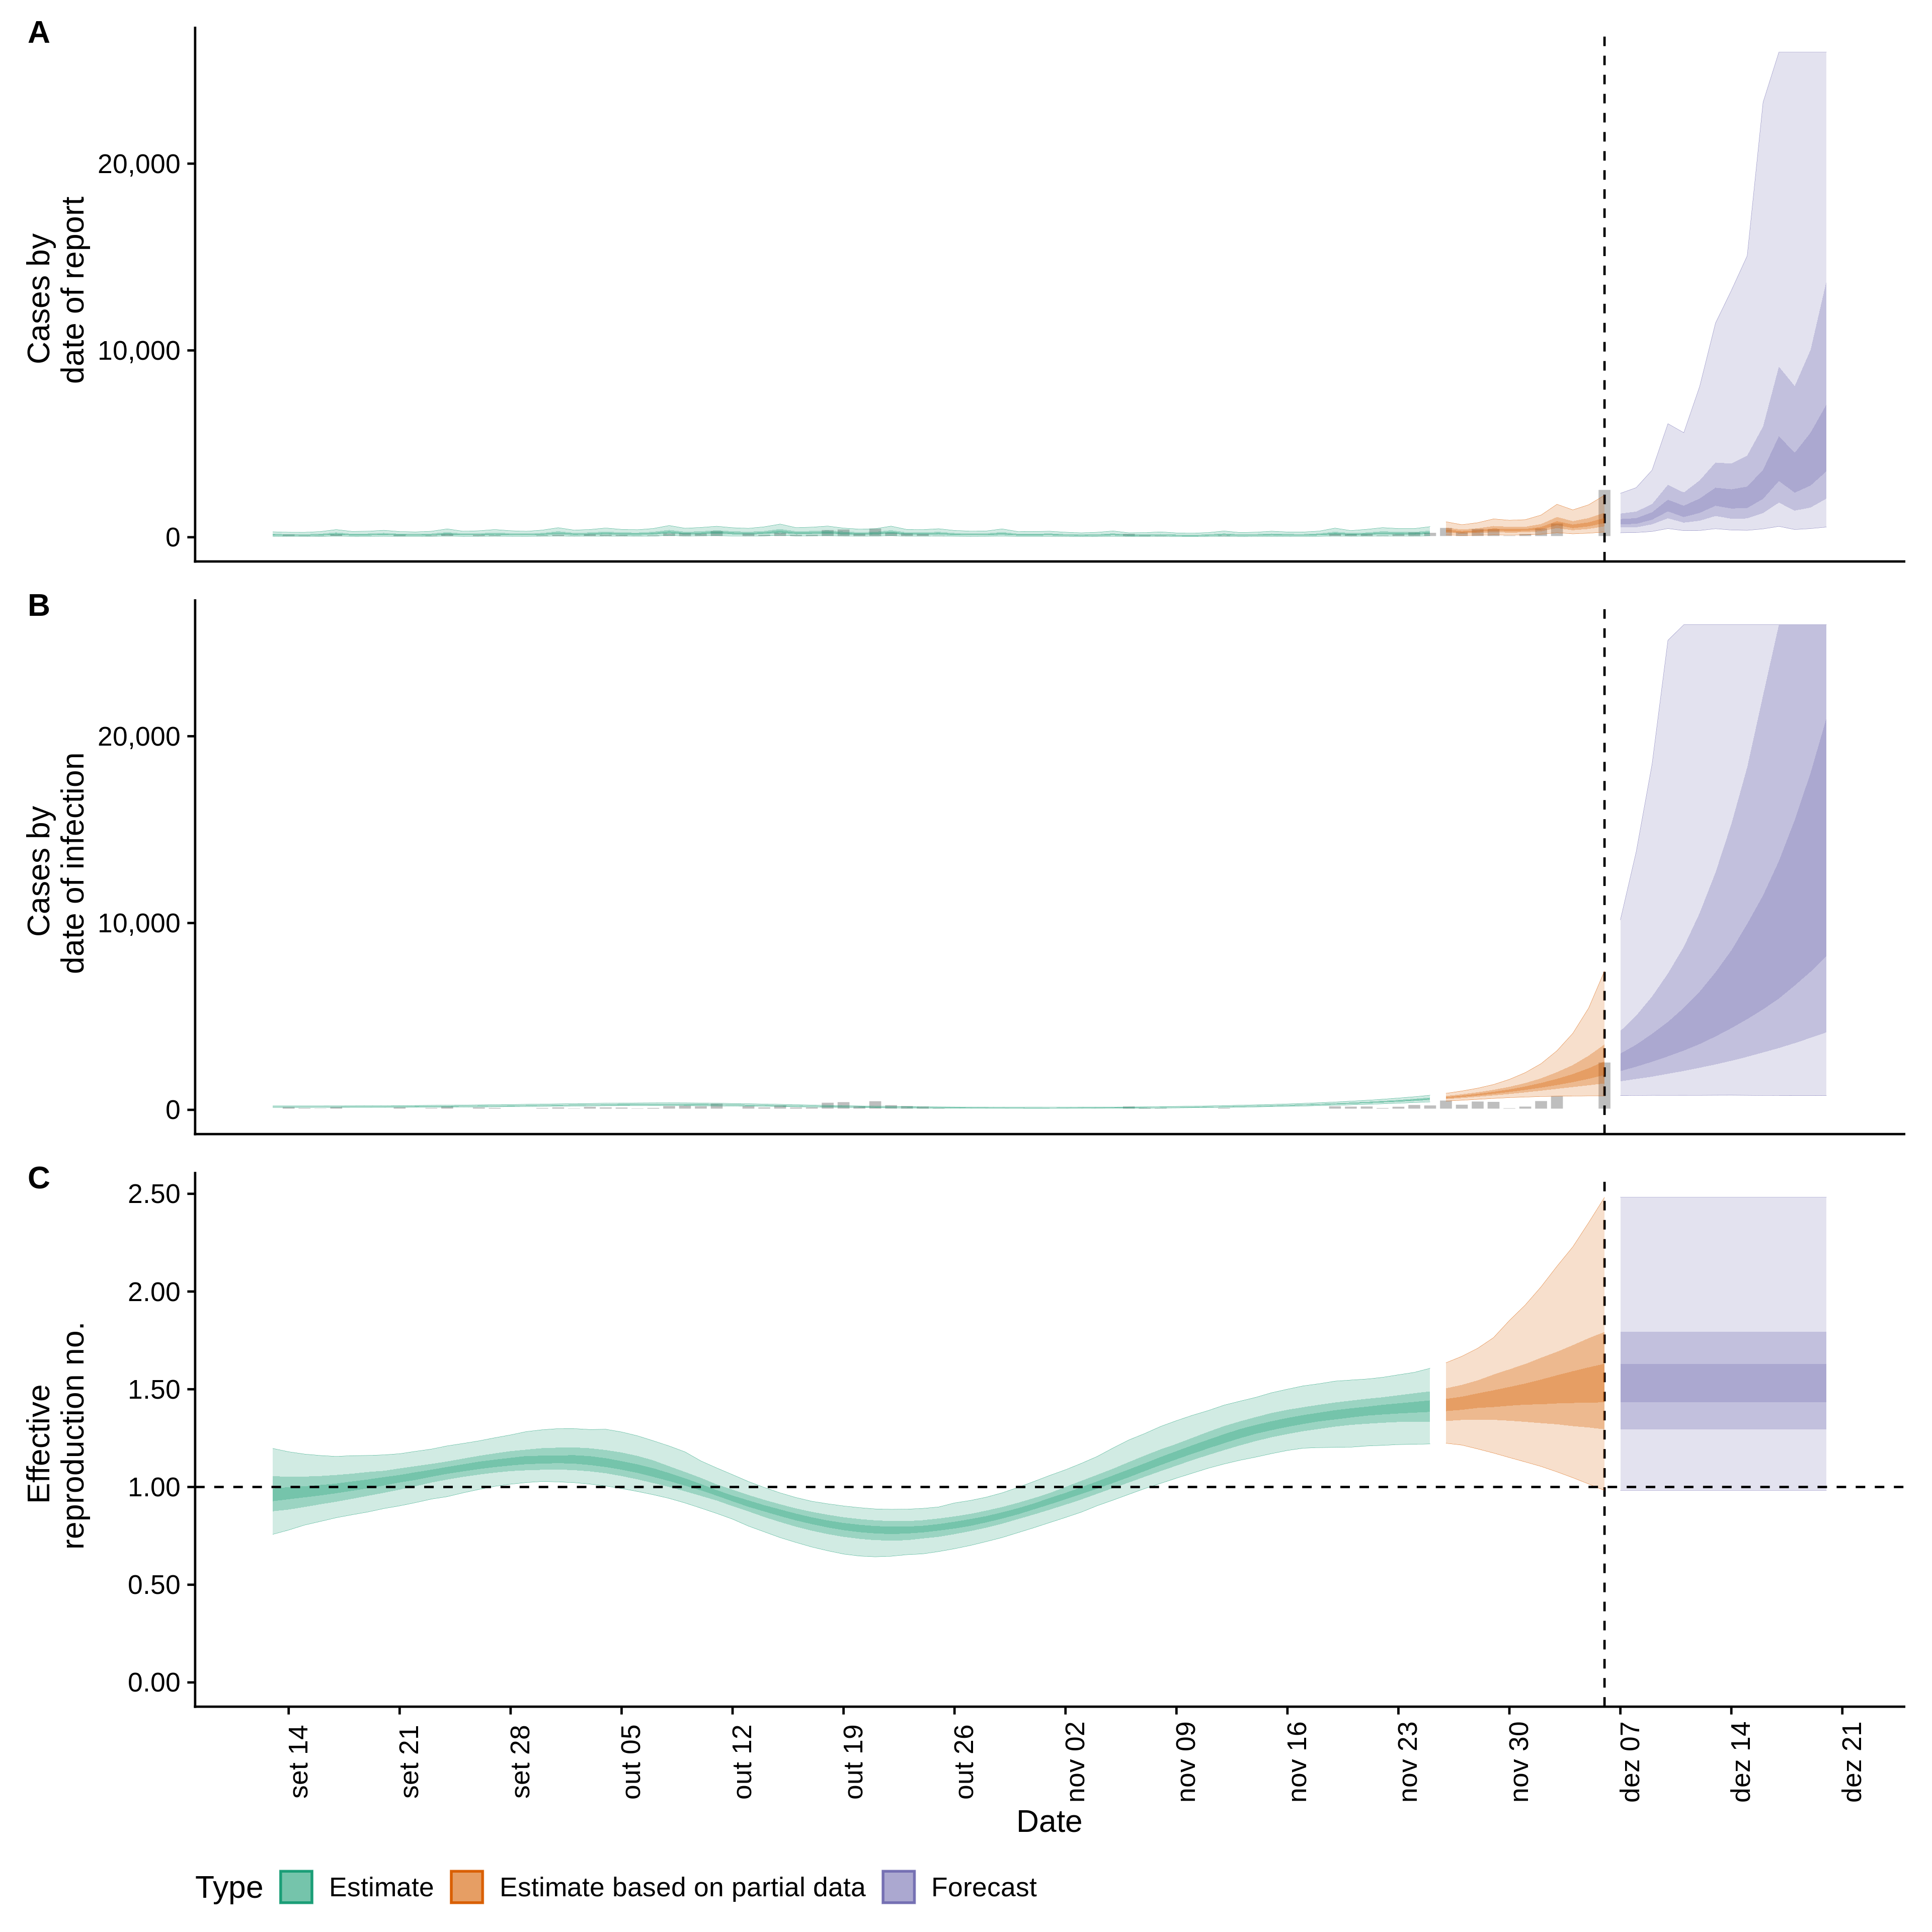 A
Cases by
date of report
20,000
10,000
0
B
Cases by
date of infection
20,000
10,000
0
C
Effective
reproduction no.
2.50
2.00
1.50
1.00
0.50
0.00
set 14
set 21
set 28
out 05
out 12
out 19
out 26
nov 02
nov 09
nov 16
nov 23
nov 30
dez 07
dez 14
dez 21
Date
Type Estimate Estimate based on partial data Forecast